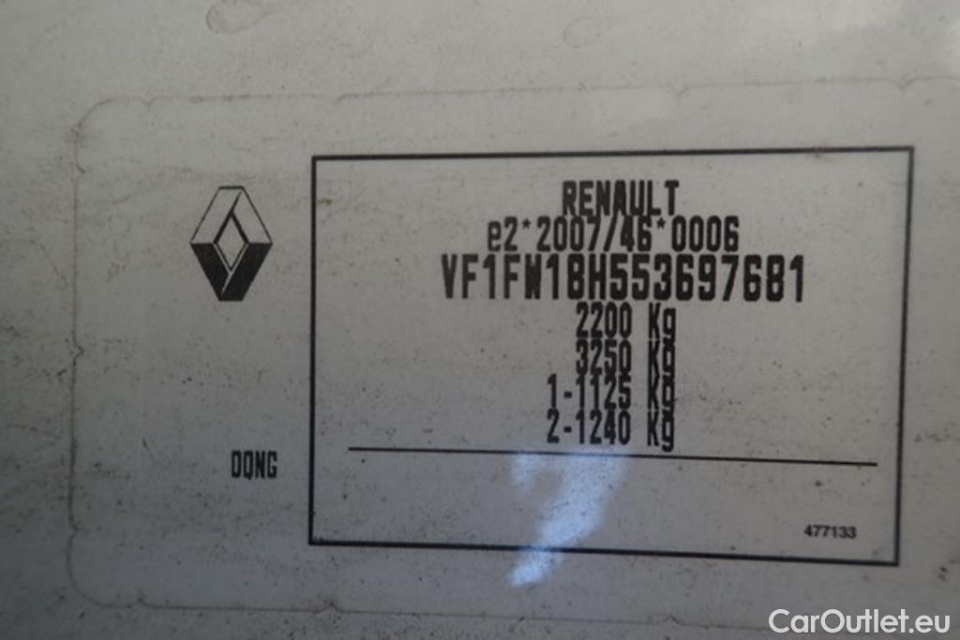 RENAULT
e2*2007/46*0006
VF1FW18H553697681
2200 Kg
3250 Kg
1-1125 Kg
2-1240 Kg
DQNG
477133
CarOutlet.eu